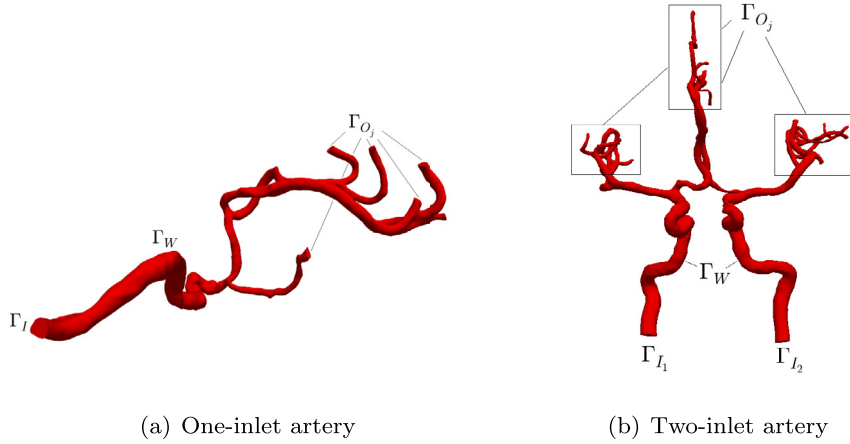 Γ_{O_j}
Γ_W
Γ_I
(a) One-inlet artery
Γ_{O_j}
Γ_W
Γ_{I_1}
Γ_{I_2}
(b) Two-inlet artery